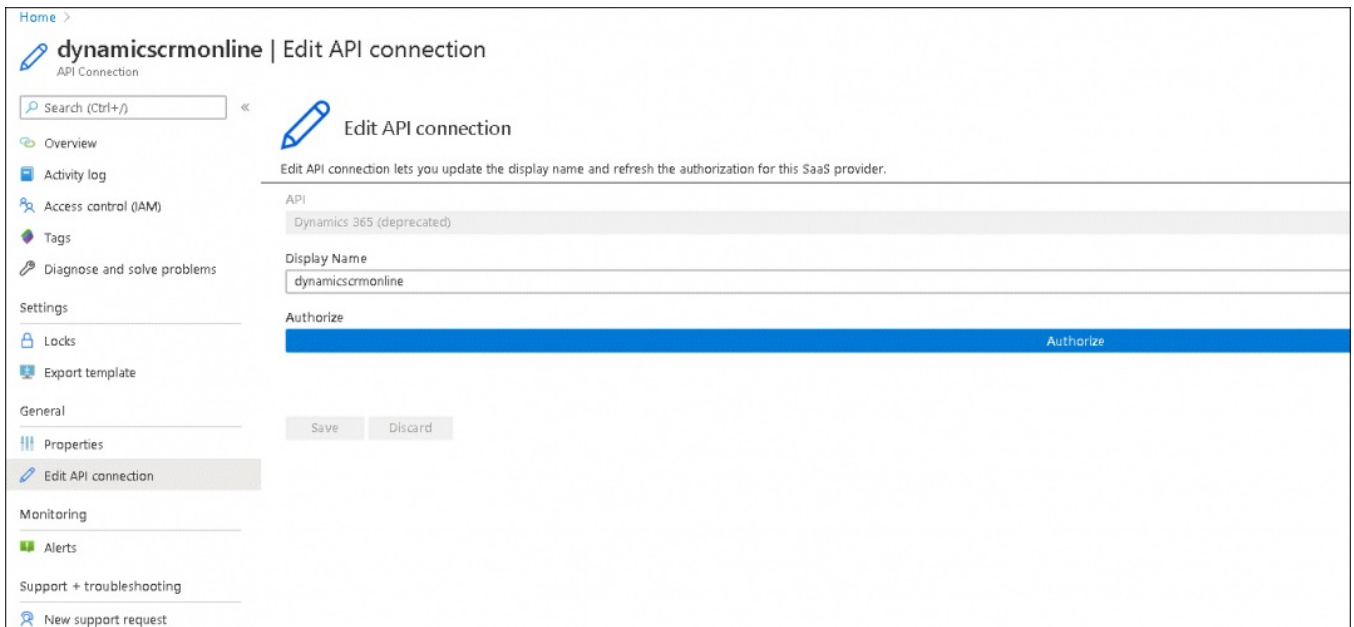 Home >
dynamicscrmonline | Edit API connection
API Connection
Search (Ctrl+/)
«
Overview
Activity log
Access control (IAM)
Tags
Diagnose and solve problems
Settings
Locks
Export template
General
Properties
Edit API connection
Monitoring
Alerts
Support + troubleshooting
New support request
Edit API connection
Edit API connection lets you update the display name and refresh the authorization for this SaaS provider.
API
Dynamics 365 (deprecated)
Display Name
dynamicscrmonline
Authorize
Authorize
Save Discard